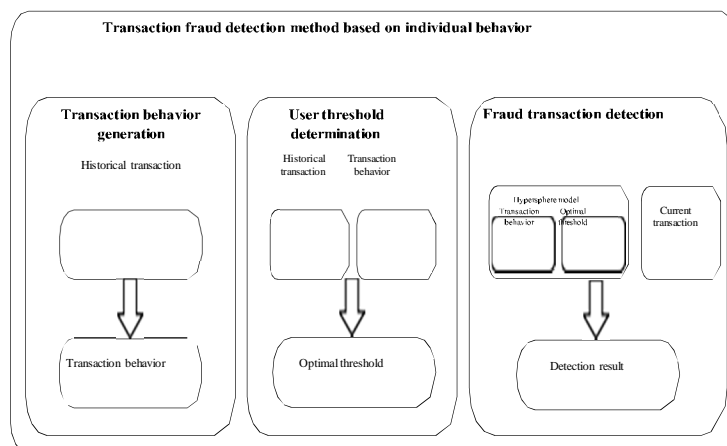 Transaction fraud detection method based on individual behavior
Transaction behavior
generation
Historical transaction
Transaction behavior
User threshold
determination
Historical
transaction
Transaction
behavior
Optimal threshold
Fraud transaction detection
Hypersphere model
Transaction
behavior
Optimal
threshold
Current
transaction
Detection result